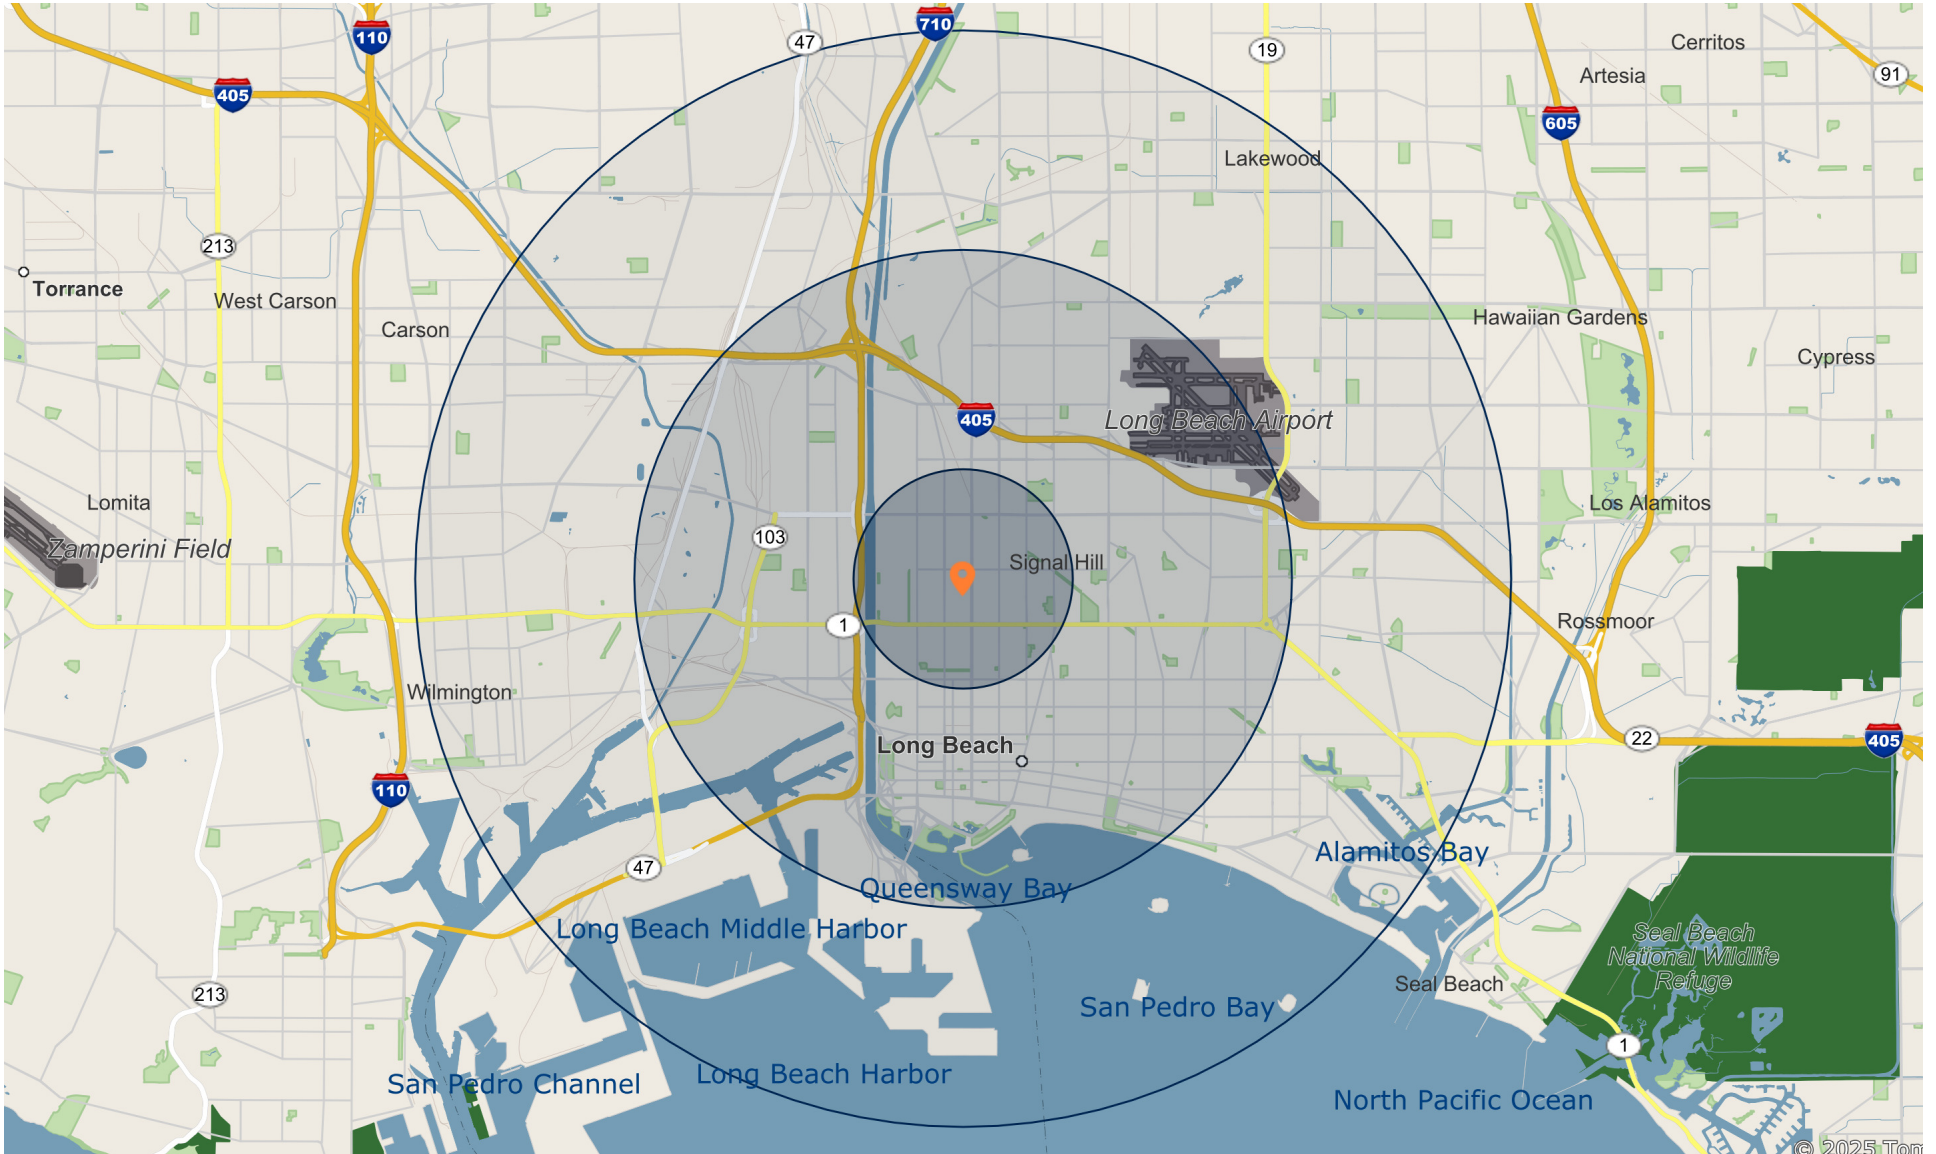 110
710
47
19
Cerritos
91
Artesia
405
605
Lakewood
213
Torrance
West Carson
Carson
Hawaiian Gardens
Cypress
405
Long Beach Airport
Lomita
Los Alamitos
Zamperini Field
103
Signal Hill
1
Rossmoor
Wilmington
Long Beach
22
405
110
Alamitos Bay
47
Queensway Bay
Long Beach Middle Harbor
Seal Beach
National Wildlife
Refuge
Seal Beach
213
San Pedro Bay
1
Long Beach Harbor
San Pedro Channel
North Pacific Ocean
© 2025 Tom